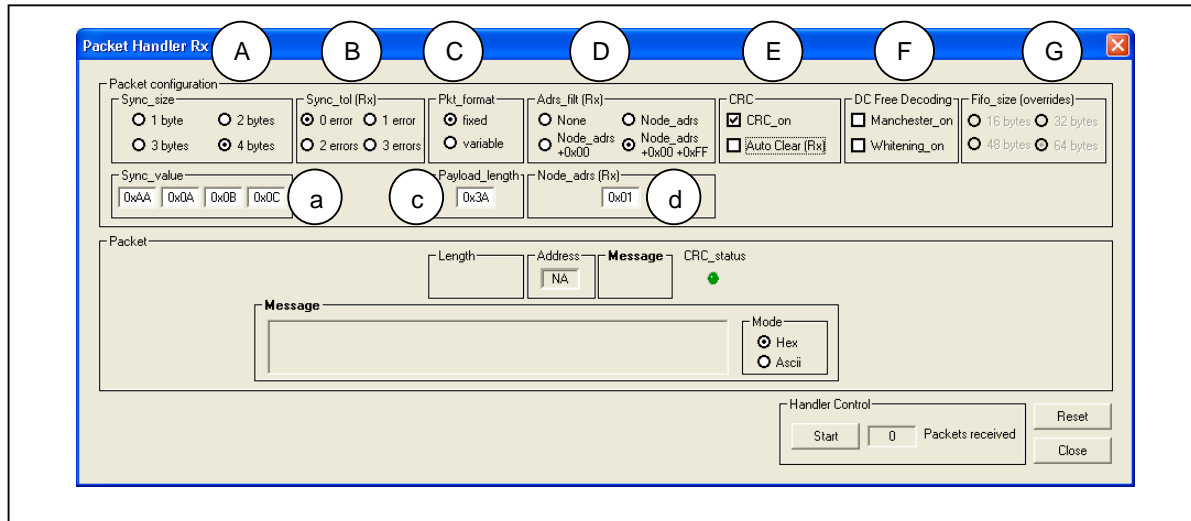 Packet Handler Rx
A B C D E F G
Packet configuration
Sync_size Sync_tol (Rx) Pkt_format Adrs_filt (Rx) CRC DC Free Decoding Fifo_size (overrides)
1 byte 2 bytes 0 error 1 error fixed None Node_adrs CRC_on Manchester_on 16 bytes 32 bytes
3 bytes 4 bytes 2 errors 3 errors variable Node_adrs +0x00 Node_adrs +0x00 +0xFF Auto Clear (Rx) Whitening_on 48 bytes 64 bytes
Sync_value Payload_length Node_adrs (Rx)
0xAA 0x0A 0x0B 0x0C a c 0x3A 0x01 d
Packet
Length Address Message CRC_status
NA
Message
Mode
Hex
Ascii
Handler Control
Start 0 Packets received
Reset
Close